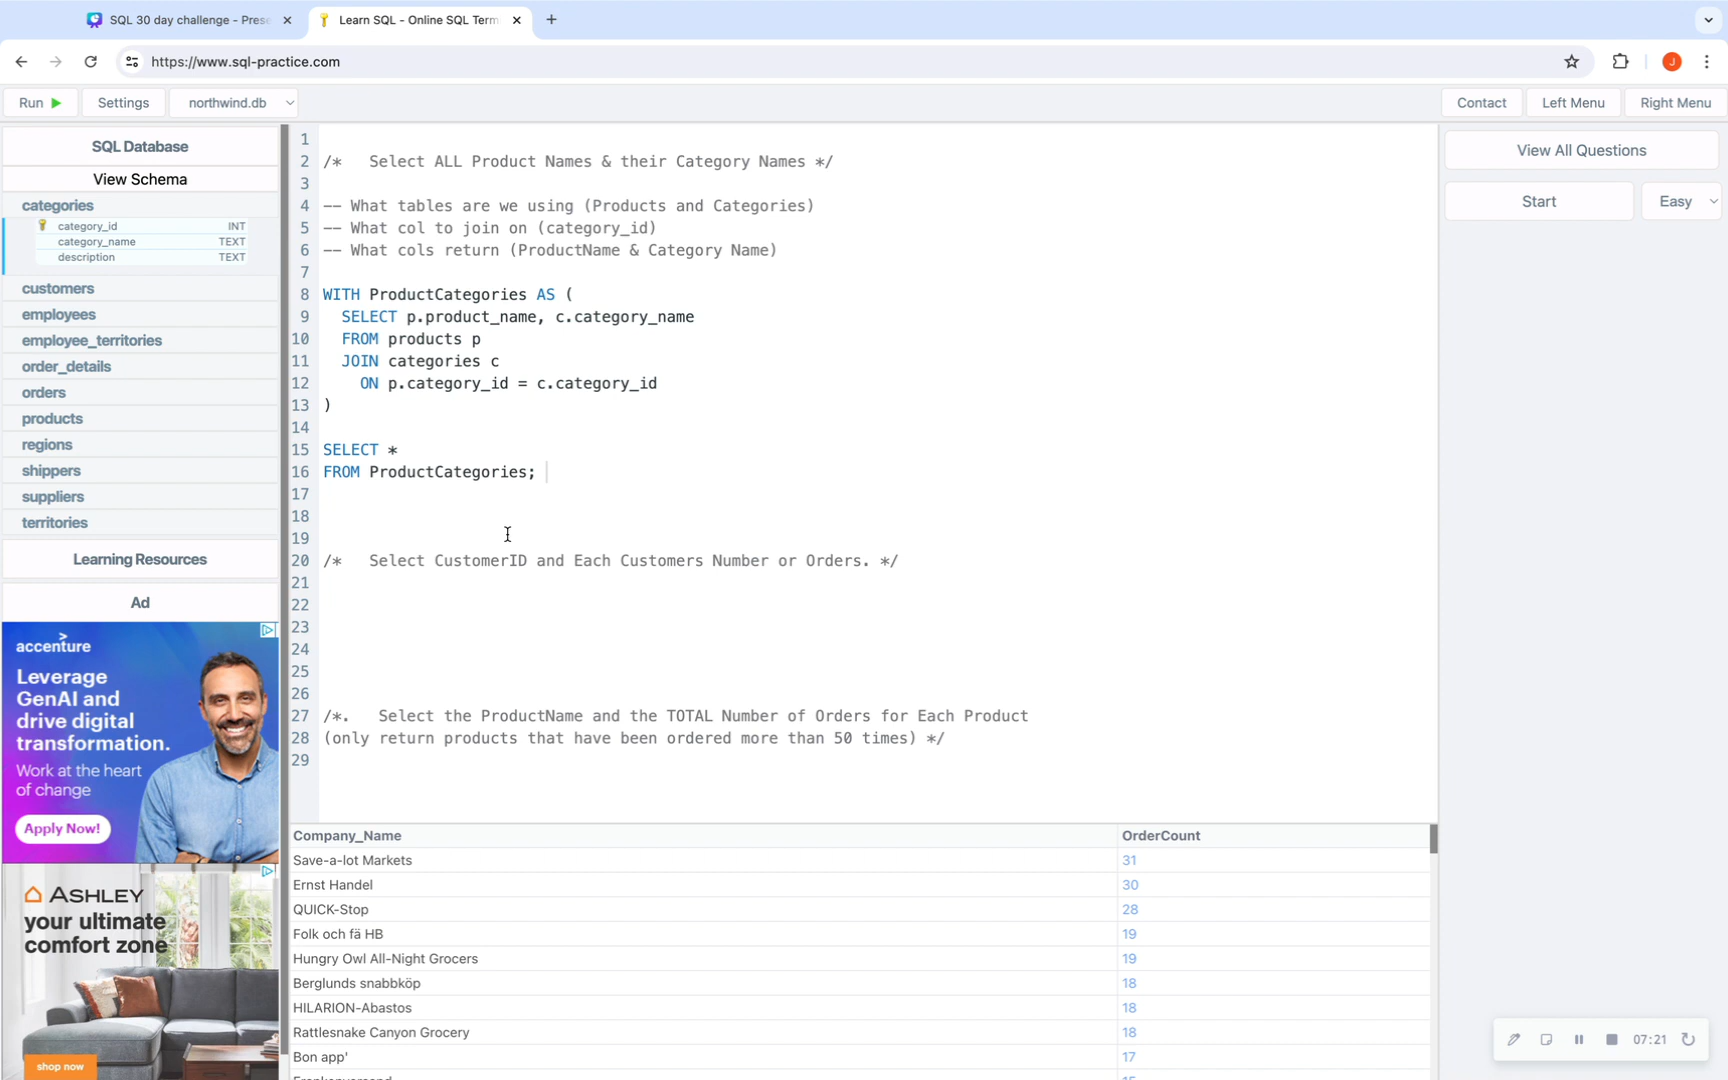 SQL 30 day challenge - Prese
Learn SQL - Online SQL Term
https://www.sql-practice.com
J
Run
Settings
northwind.db
Contact
Left Menu
Right Menu
SQL Database
View Schema
categories
category_id INT
category_name TEXT
description TEXT
customers
employees
employee_territories
order_details
orders
products
regions
shippers
suppliers
territories
Learning Resources
Ad
accenture
Leverage
GenAI and
drive digital
transformation.
Work at the heart
of change
Apply Now!
ASHLEY
your ultimate
comfort zone
shop now
1
2 /* Select ALL Product Names & their Category Names */
3
4 -- What tables are we using (Products and Categories)
5 -- What col to join on (category_id)
6 -- What cols return (ProductName & Category Name)
7
8 WITH ProductCategories AS (
9 SELECT p.product_name, c.category_name
10 FROM products p
11 JOIN categories c
12 ON p.category_id = c.category_id
13 )
14
15 SELECT *
16 FROM ProductCategories;
17
18
19
20 /* Select CustomerID and Each Customers Number or Orders. */
21
22
23
24
25
26
27 /*. Select the ProductName and the TOTAL Number of Orders for Each Product
28 (only return products that have been ordered more than 50 times) */
29
Company_Name OrderCount
Save-a-lot Markets 31
Ernst Handel 30
QUICK-Stop 28
Folk och fä HB 19
Hungry Owl All-Night Grocers 19
Berglunds snabbköp 18
HILARION-Abastos 18
Rattlesnake Canyon Grocery 18
Bon app' 17
View All Questions
Start
Easy
07:21